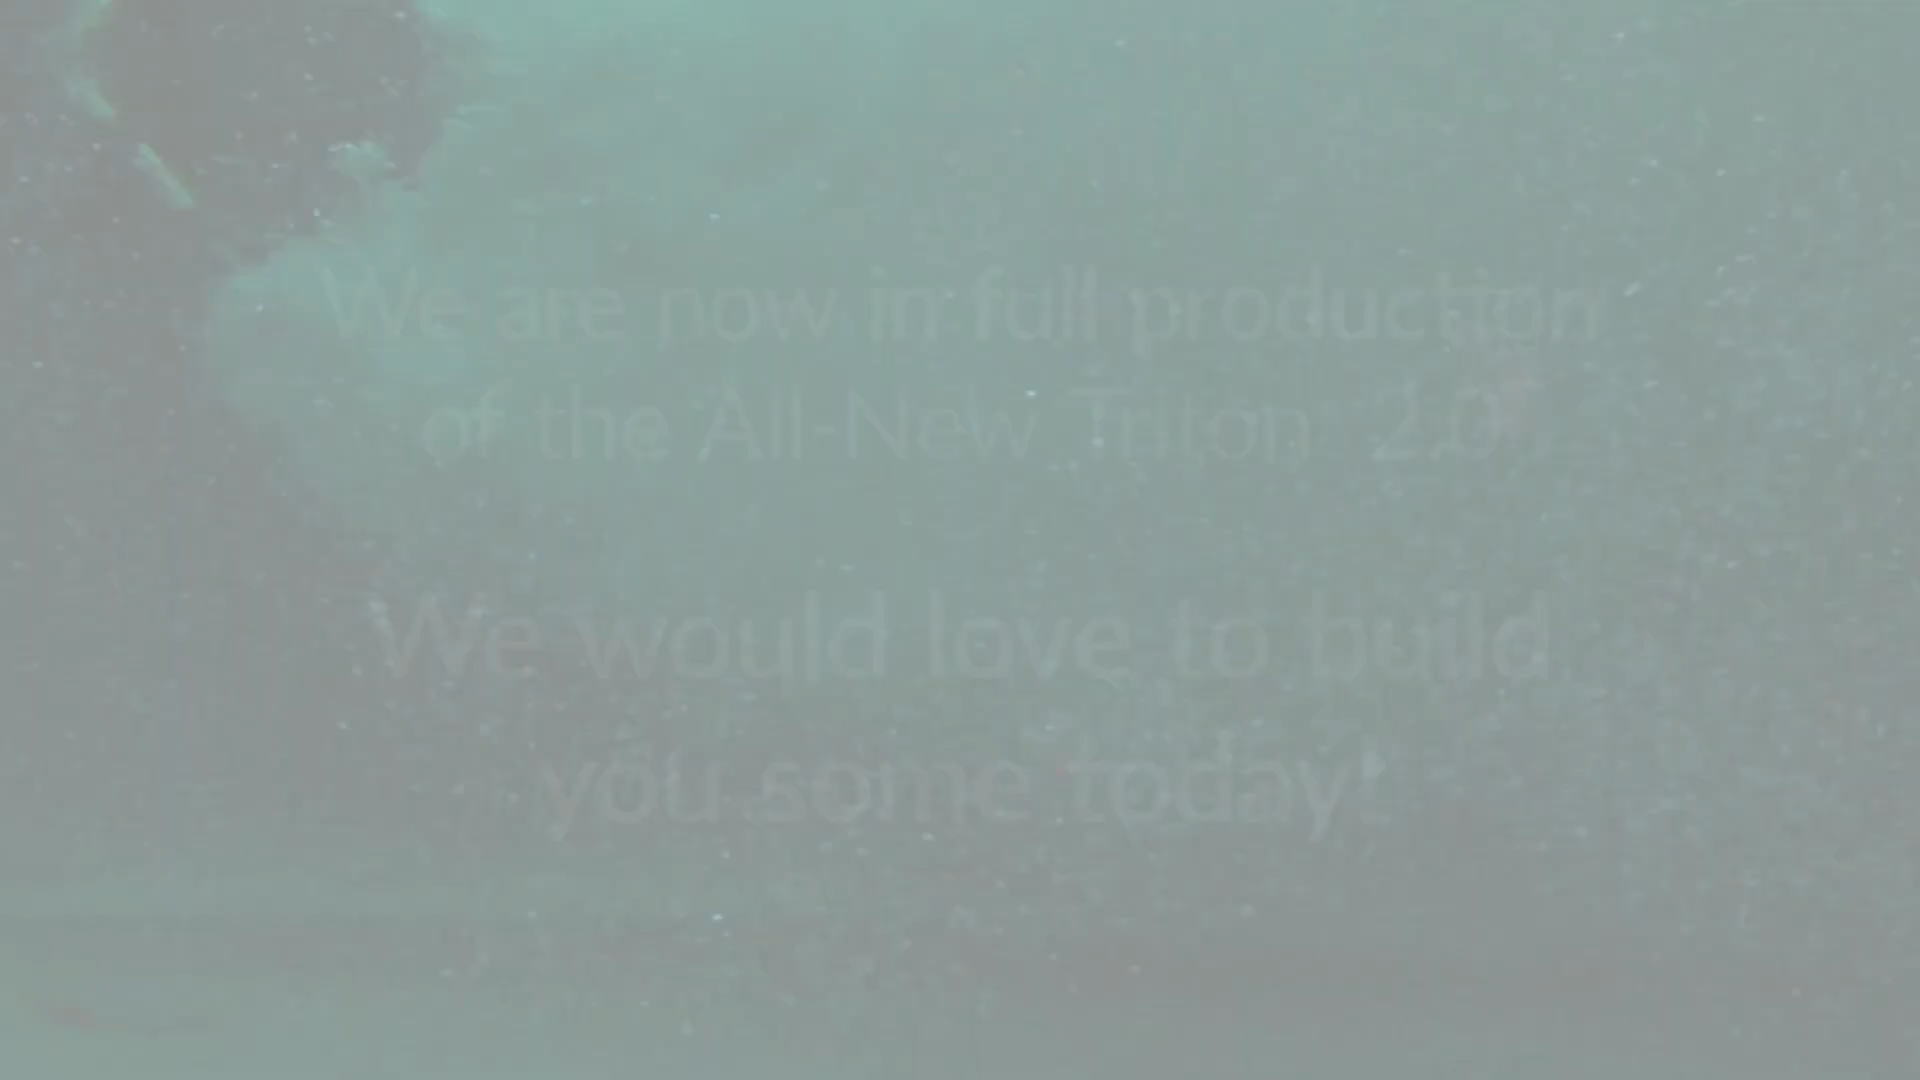 We are now in full production
of the All-New Triton 2.0
We would love to build
you some today!